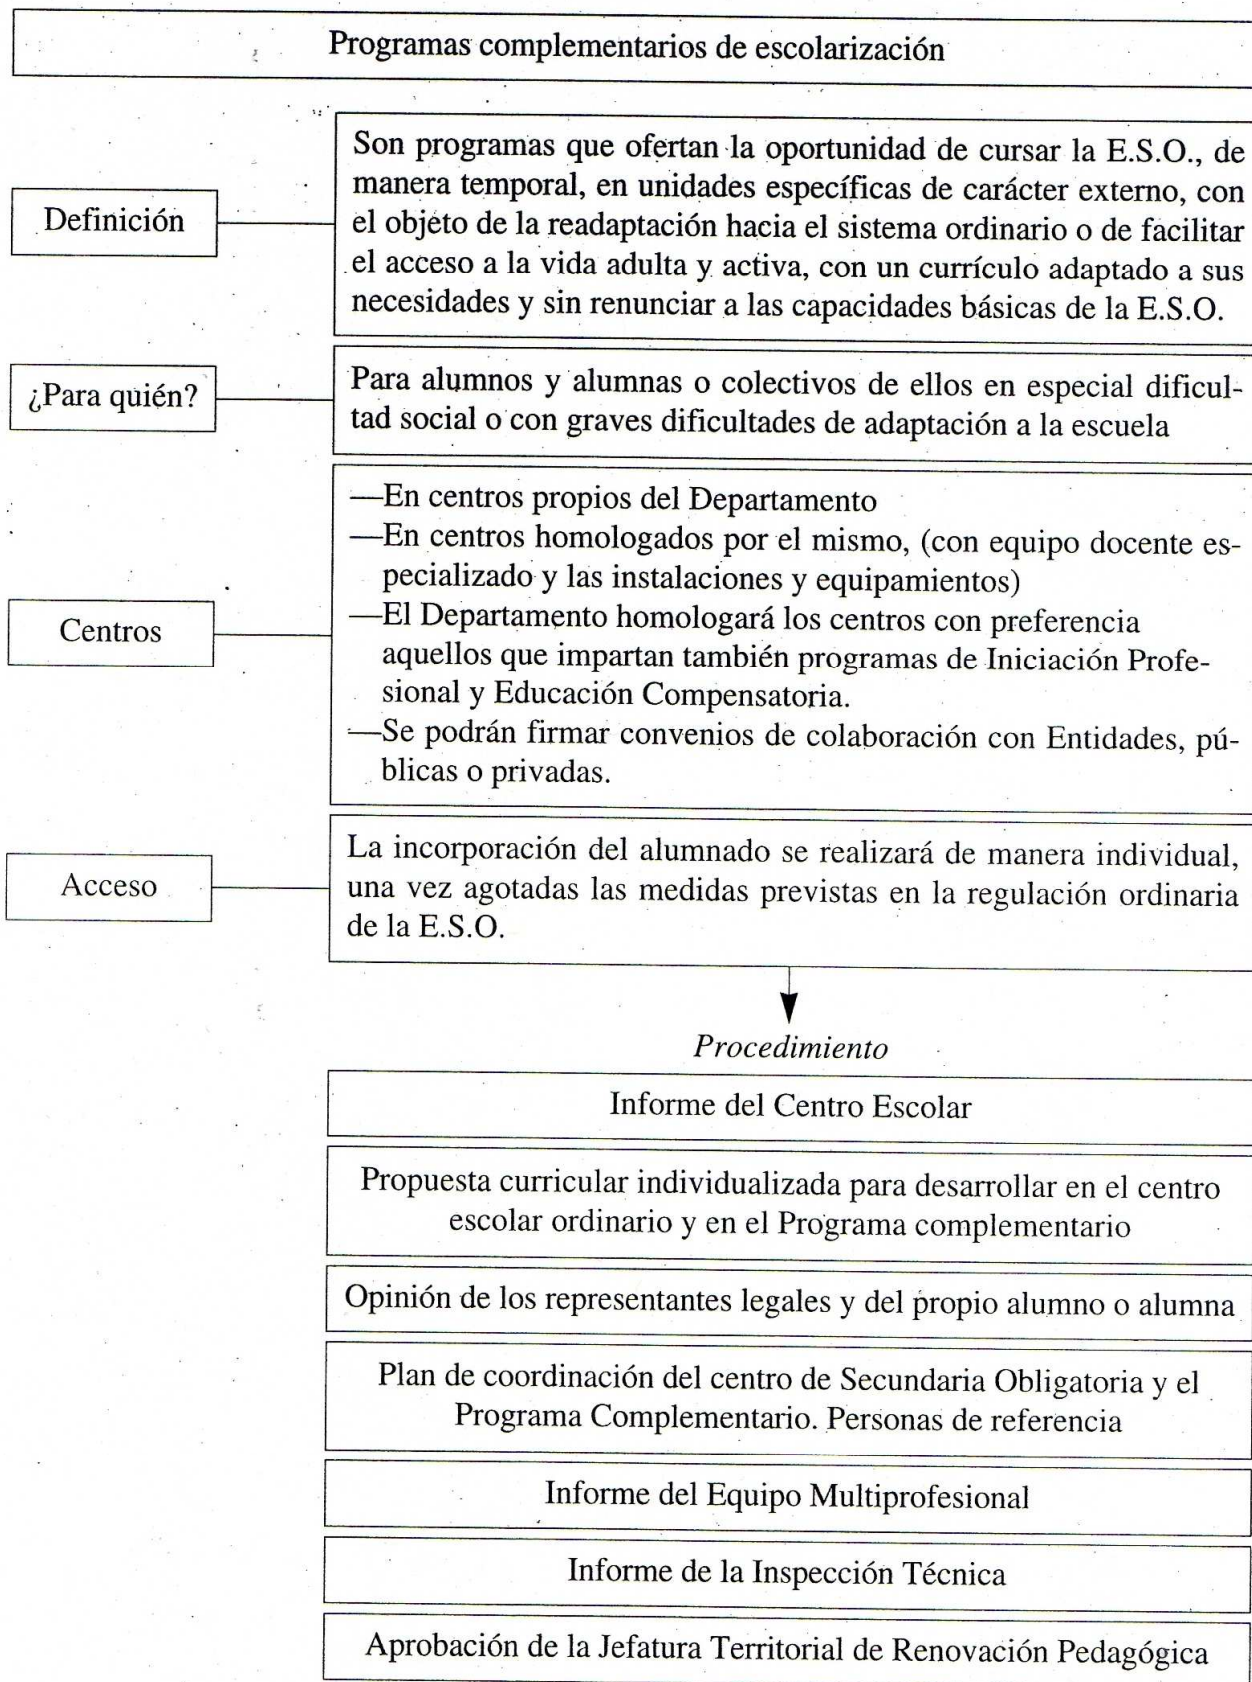 Programas complementarios de escolarización
Definición
Son programas que ofertan la oportunidad de cursar la E.S.O., de
manera temporal, en unidades específicas de carácter externo, con
el objeto de la readaptación hacia el sistema ordinario o de facilitar
el acceso a la vida adulta y activa, con un currículo adaptado a sus
necesidades y sin renunciar a las capacidades básicas de la E.S.O.
¿Para quién?
Para alumnos y alumnas o colectivos de ellos en especial dificul-
tad social o con graves dificultades de adaptación a la escuela
Centros
—En centros propios del Departamento
—En centros homologados por el mismo, (con equipo docente es-
pecializado y las instalaciones y equipamientos)
—El Departamento homologará los centros con preferencia
aquellos que impartan también programas de Iniciación Profe-
sional y Educación Compensatoria.
—Se podrán firmar convenios de colaboración con Entidades, pú-
blicas o privadas.
Acceso
La incorporación del alumnado se realizará de manera individual,
una vez agotadas las medidas previstas en la regulación ordinaria
de la E.S.O.
Procedimiento
Informe del Centro Escolar
Propuesta curricular individualizada para desarrollar en el centro
escolar ordinario y en el Programa complementario
Opinión de los representantes legales y del propio alumno o alumna
Plan de coordinación del centro de Secundaria Obligatoria y el
Programa Complementario. Personas de referencia
Informe del Equipo Multiprofesional
Informe de la Inspección Técnica
Aprobación de la Jefatura Territorial de Renovación Pedagógica